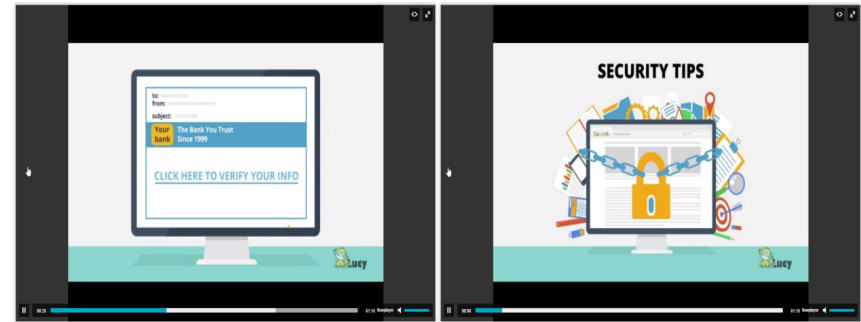 to:
from:
subject:
Your bank
The Bank You Trust
Since 1999
CLICK HERE TO VERIFY YOUR INFO
Lucy
SECURITY TIPS
Search
Lucy